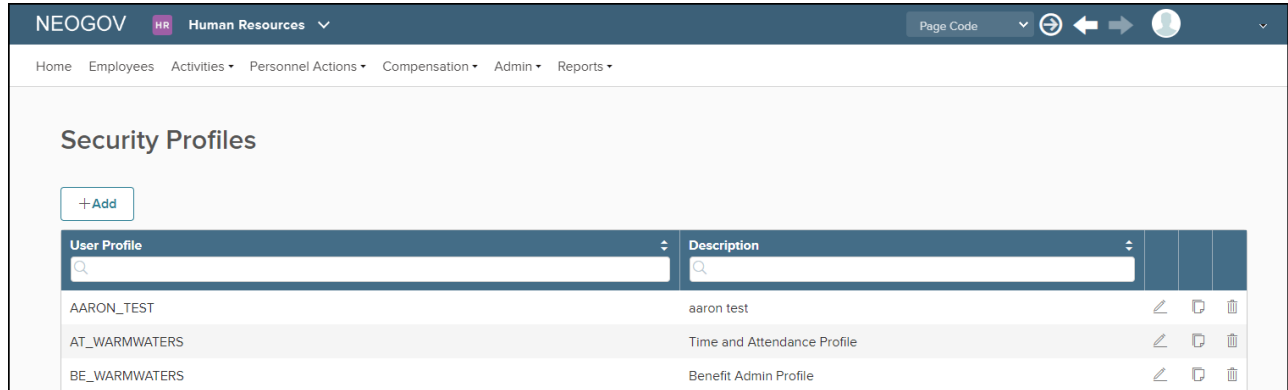 NEOGOV HR Human Resources Page Code
Home Employees Activities Personnel Actions Compensation Admin Reports
Security Profiles
+Add
User Profile Description
AARON_TEST aaron test
AT_WARMWATERS Time and Attendance Profile
BE_WARMWATERS Benefit Admin Profile